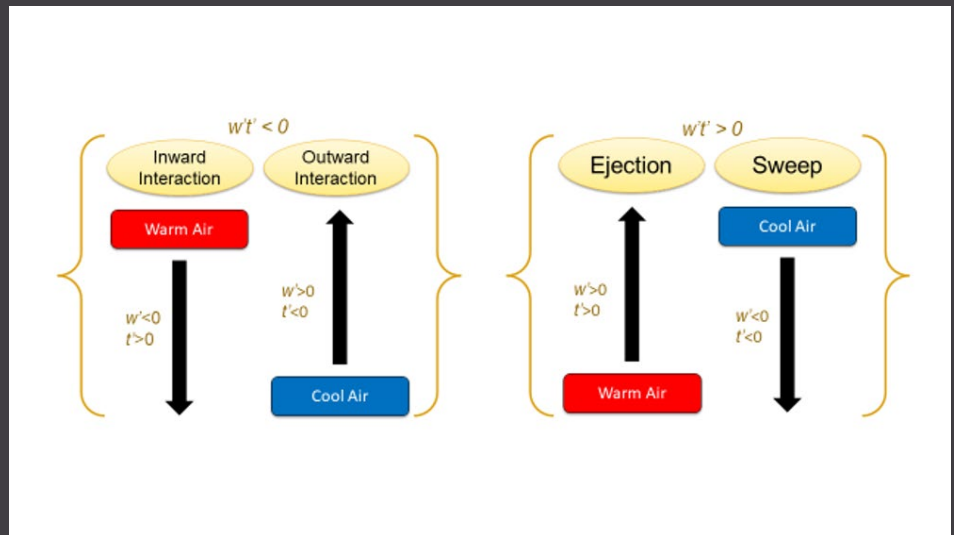 w't' < 0
Inward
Interaction
Outward
Interaction
Warm Air
w'<0
t'>0
w'>0
t'<0
Cool Air
w't' > 0
Ejection
Sweep
Cool Air
w'>0
t'>0
w'<0
t'<0
Warm Air